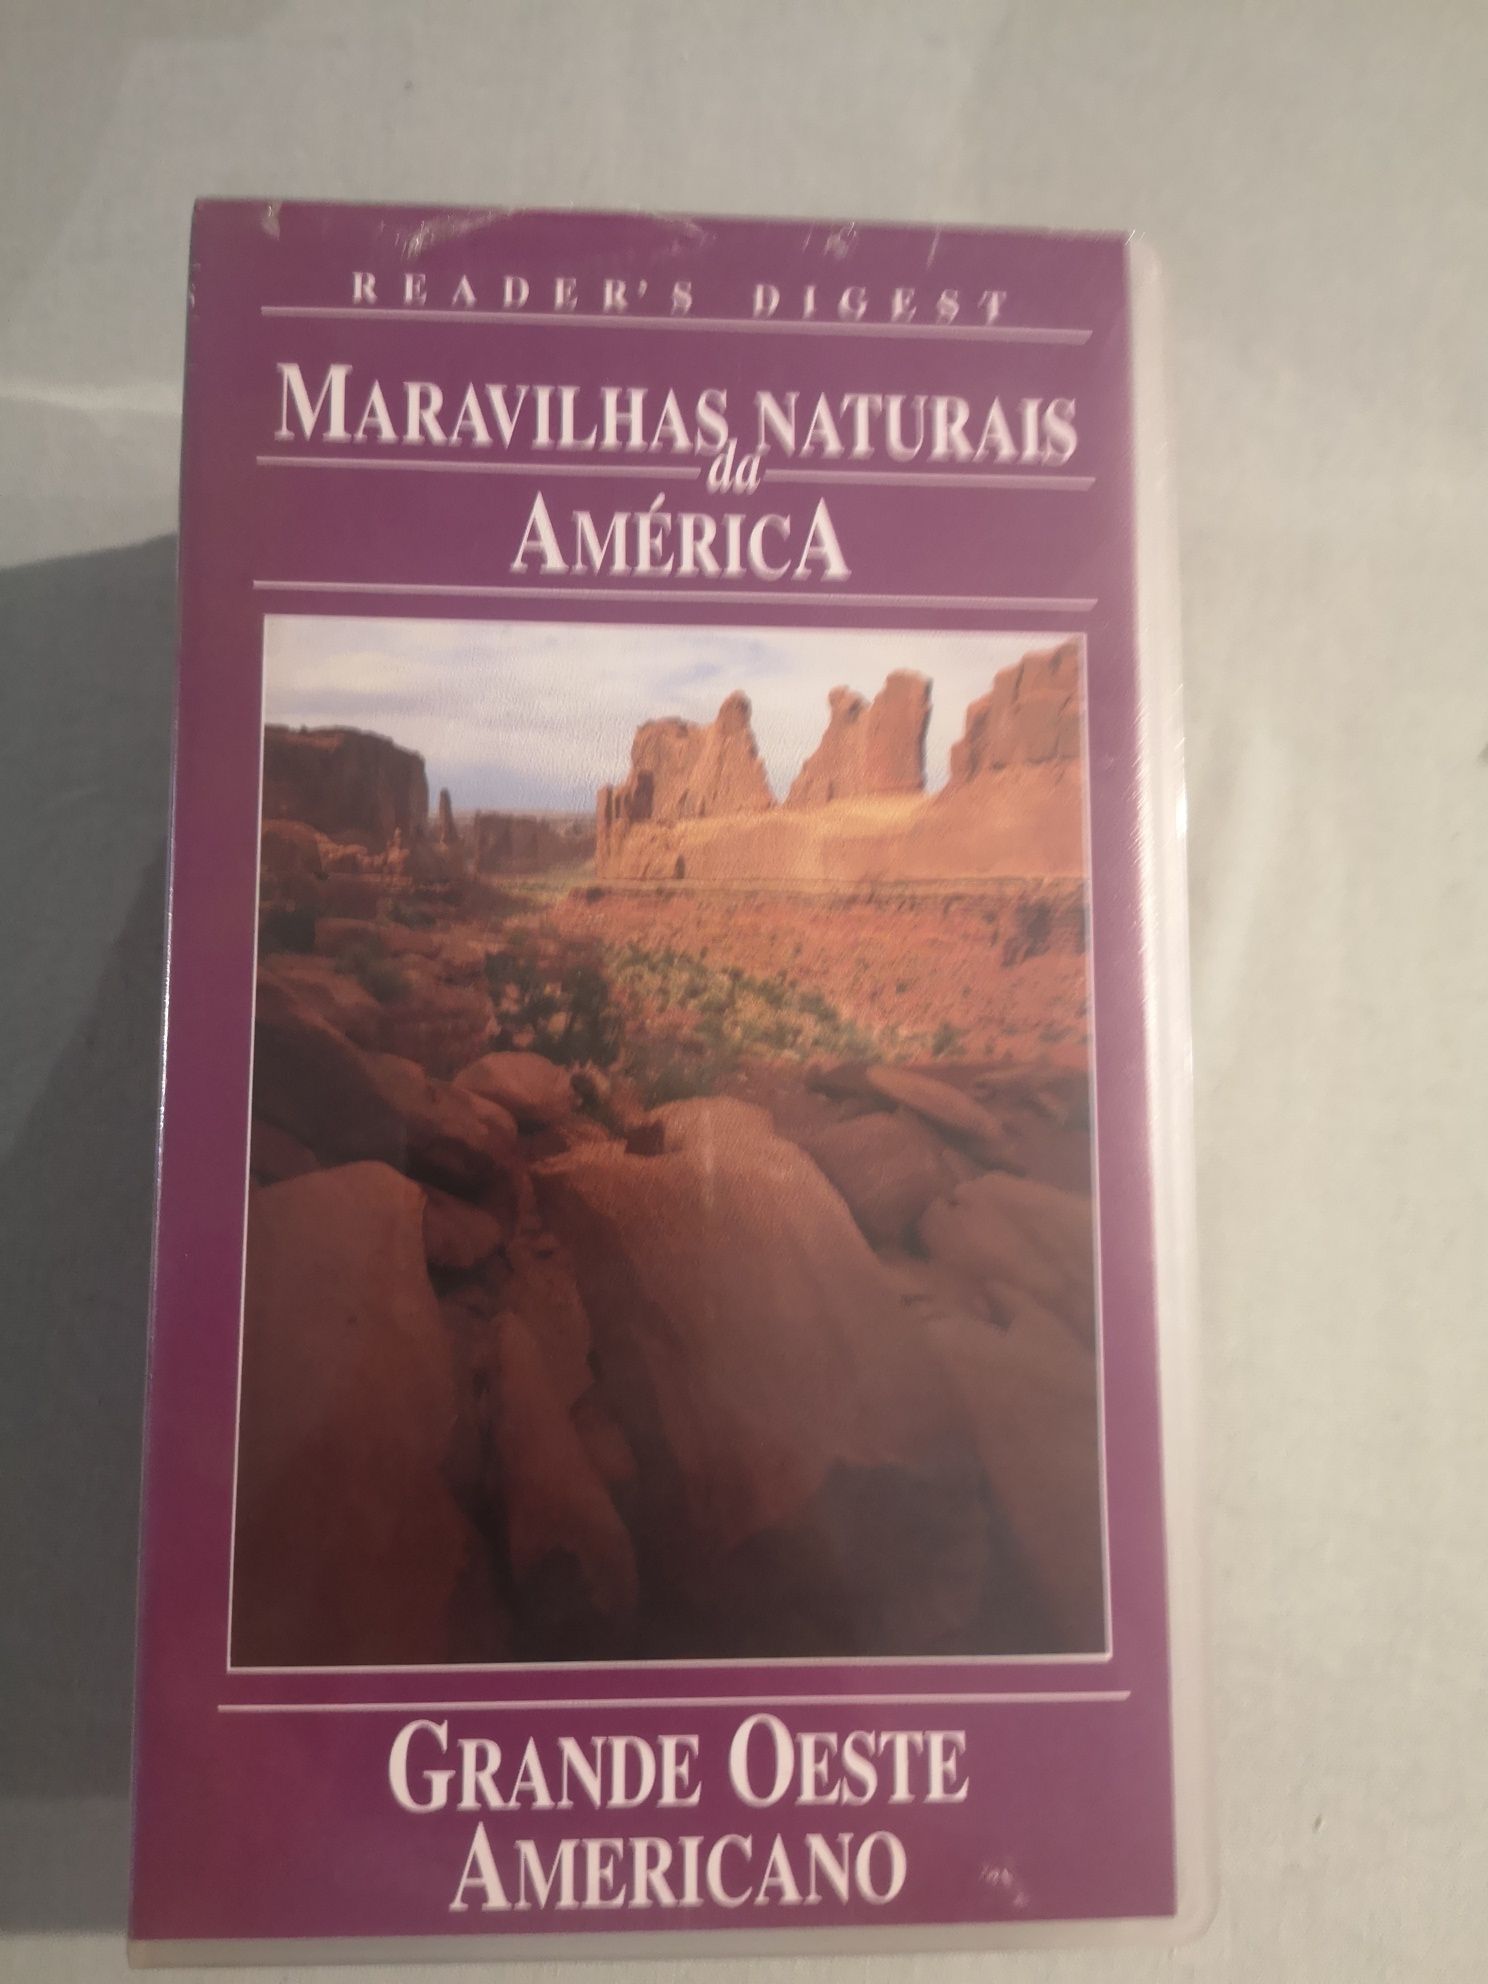 READER'S DIGEST
MARAVILHAS NATURAIS
da
AMÉRICA
GRANDE OESTE
AMERICANO